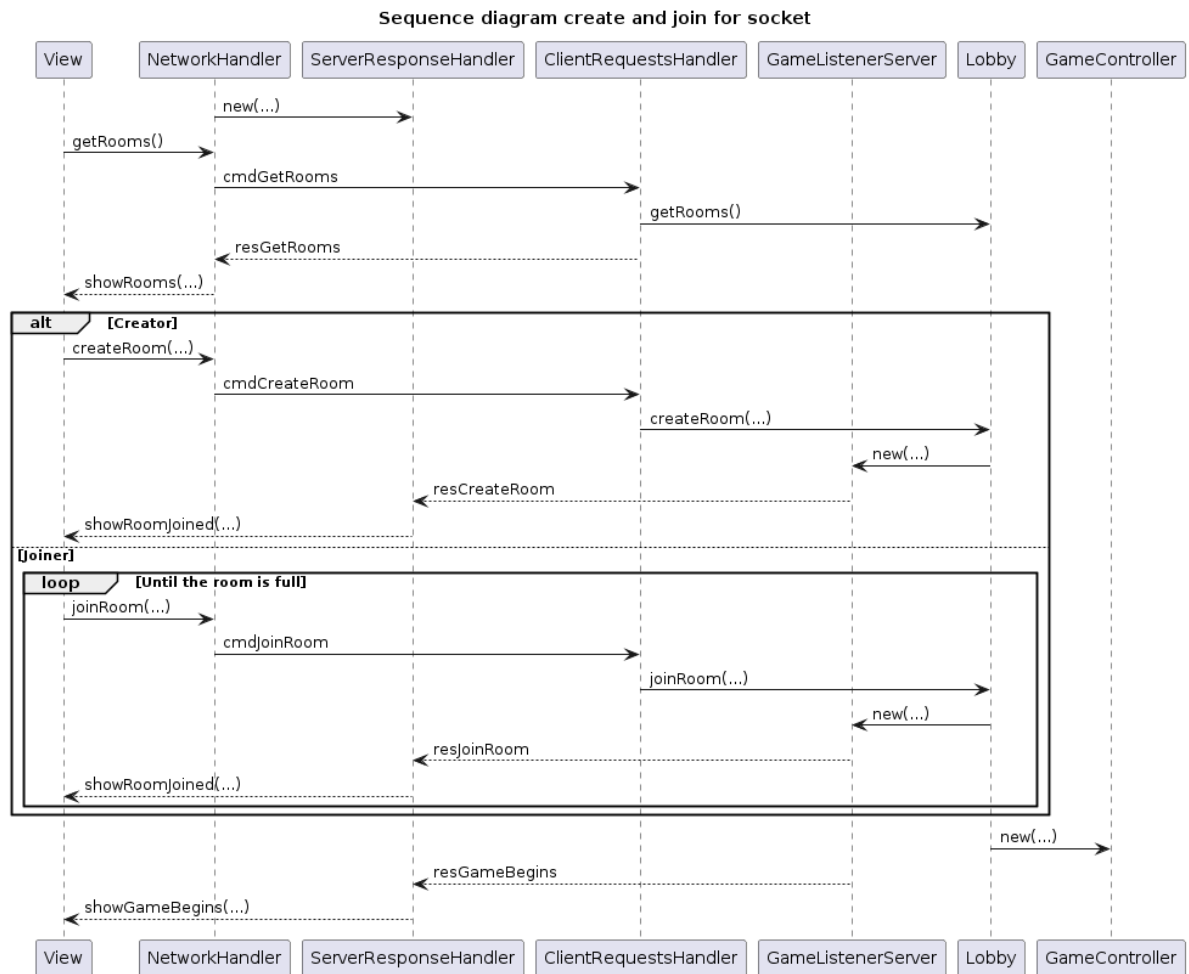 Sequence diagram create and join for socket
View NetworkHandler ServerResponseHandler ClientRequestsHandler GameListenerServer Lobby GameController
new(...)
getRooms()
cmdGetRooms
getRooms()
resGetRooms
showRooms(...)
alt [Creator]
createRoom(...)
cmdCreateRoom
createRoom(...)
new(...)
resCreateRoom
showRoomJoined(...)
[Joiner]
loop [Until the room is full]
joinRoom(...)
cmdJoinRoom
joinRoom(...)
new(...)
resJoinRoom
showRoomJoined(...)
new(...)
resGameBegins
showGameBegins(...)
View NetworkHandler ServerResponseHandler ClientRequestsHandler GameListenerServer Lobby GameController